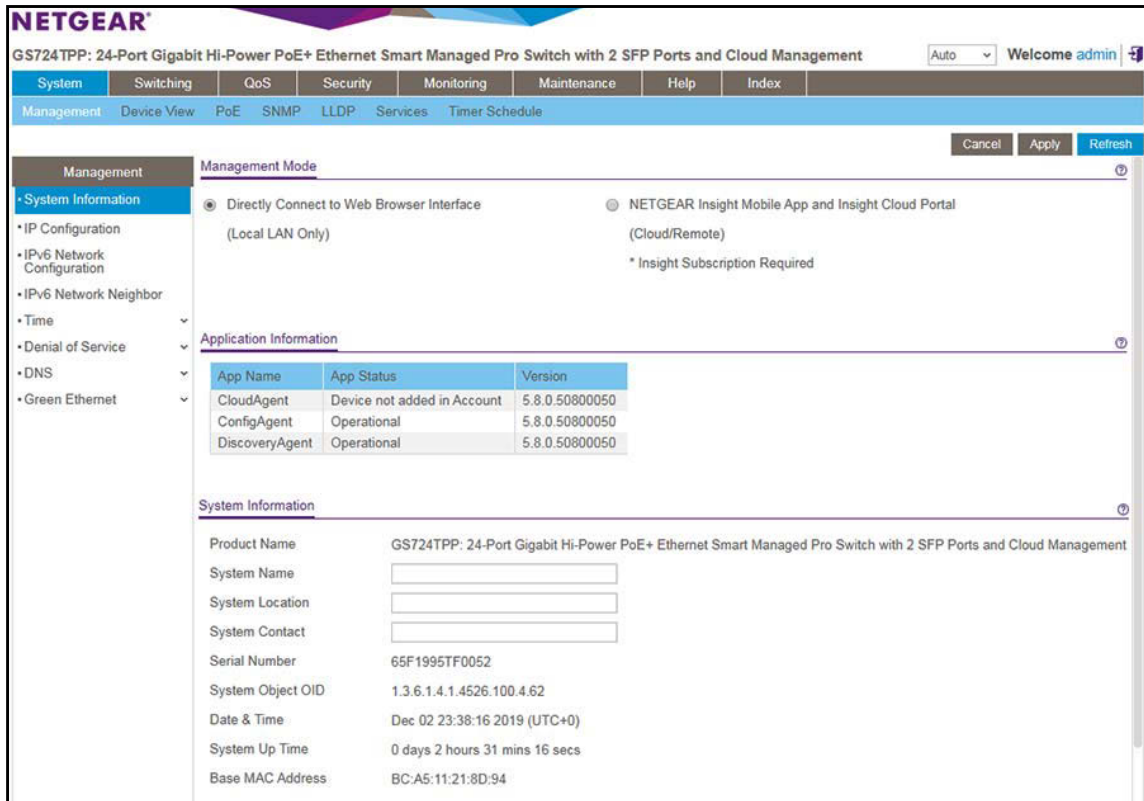 NETGEAR®
GS724TPP: 24-Port Gigabit Hi-Power PoE+ Ethernet Smart Managed Pro Switch with 2 SFP Ports and Cloud Management Auto Welcome admin
System Switching QoS Security Monitoring Maintenance Help Index
Management Device View PoE SNMP LLDP Services Timer Schedule
Cancel Apply Refresh
Management
• System Information
• IP Configuration
• IPv6 Network
Configuration
• IPv6 Network Neighbor
• Time
• Denial of Service
• DNS
• Green Ethernet
Management Mode
Directly Connect to Web Browser Interface
(Local LAN Only)
NETGEAR Insight Mobile App and Insight Cloud Portal
(Cloud/Remote)
* Insight Subscription Required
Application Information
App Name App Status Version
CloudAgent Device not added in Account 5.8.0.50800050
ConfigAgent Operational 5.8.0.50800050
DiscoveryAgent Operational 5.8.0.50800050
System Information
Product Name GS724TPP: 24-Port Gigabit Hi-Power PoE+ Ethernet Smart Managed Pro Switch with 2 SFP Ports and Cloud Management
System Name
System Location
System Contact
Serial Number 65F1995TF0052
System Object OID 1.3.6.1.4.1.4526.100.4.62
Date & Time Dec 02 23:38:16 2019 (UTC+0)
System Up Time 0 days 2 hours 31 mins 16 secs
Base MAC Address BC:A5:11:21:8D:94